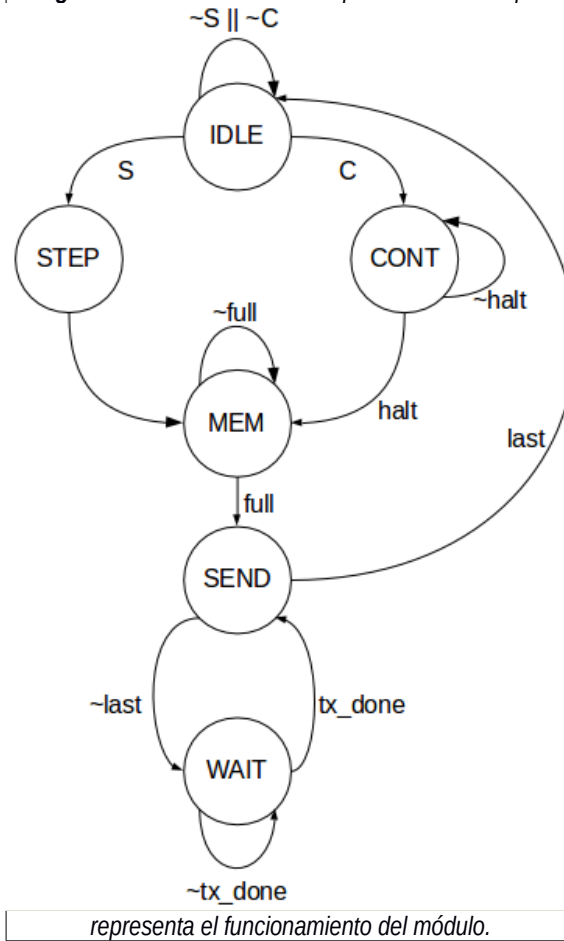 ~S || ~C
IDLE
S
C
STEP
CONT
~halt
~full
MEM
halt
last
full
SEND
~last
tx_done
WAIT
~tx_done
representa el funcionamiento del módulo.